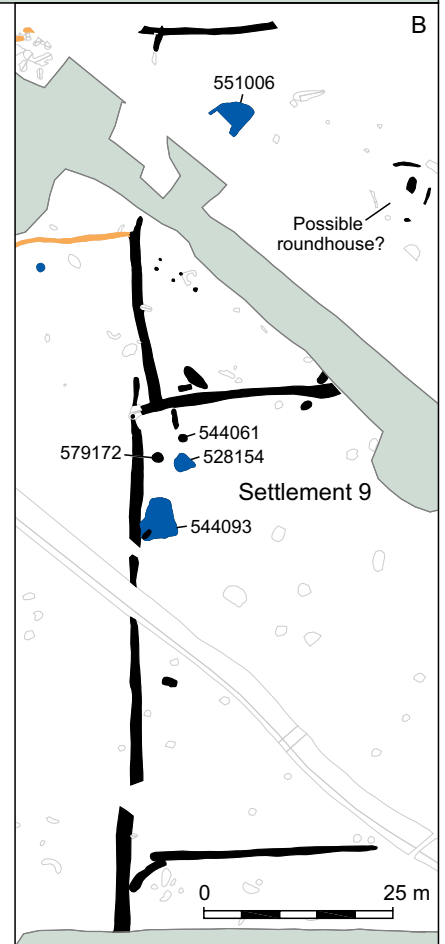 B
551006
Possible
roundhouse?
544061
579172
528154
Settlement 9
544093
0 25 m